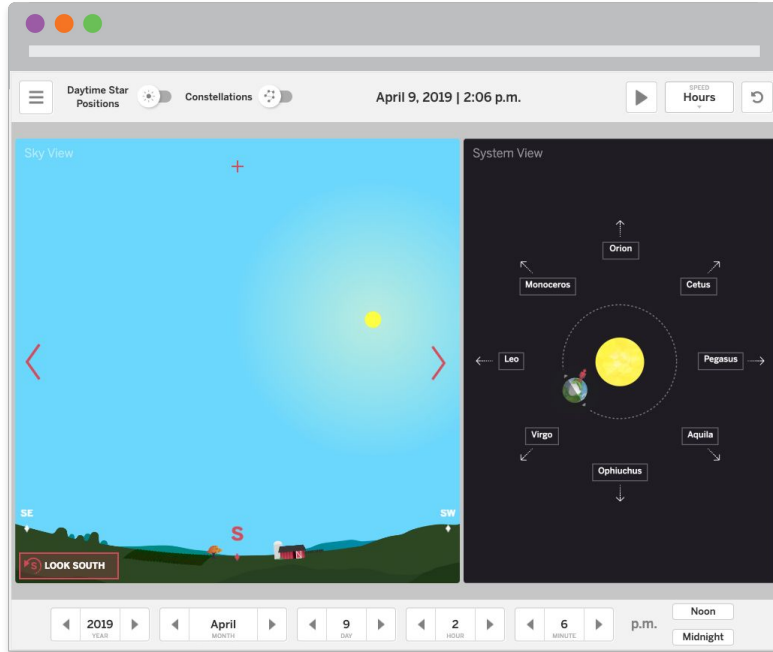 Daytime Star
Positions
Constellations
April 9, 2019 | 2:06 p.m.
SPEED
Hours
Sky View
SE
S
SW
S LOOK SOUTH
System View
Orion
Monoceros
Cetus
Leo
Pegasus
Virgo
Aquila
Ophiuchus
2019
YEAR
April
MONTH
9
DAY
2
HOUR
6
MINUTE
p.m.
Noon
Midnight